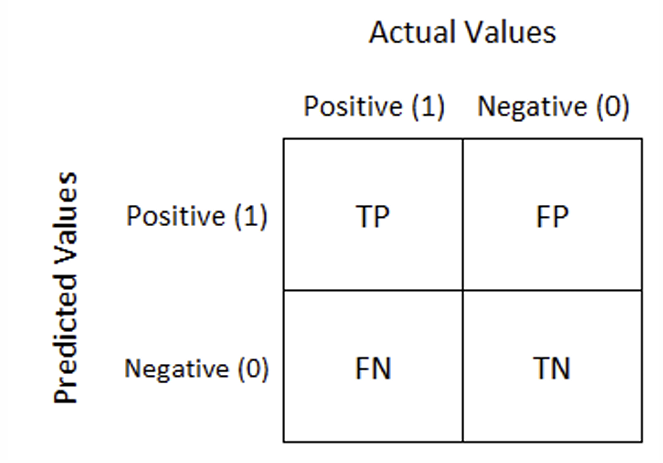 Actual Values
Positive (1) Negative (0)
Predicted Values
Positive (1) TP FP
Negative (0) FN TN